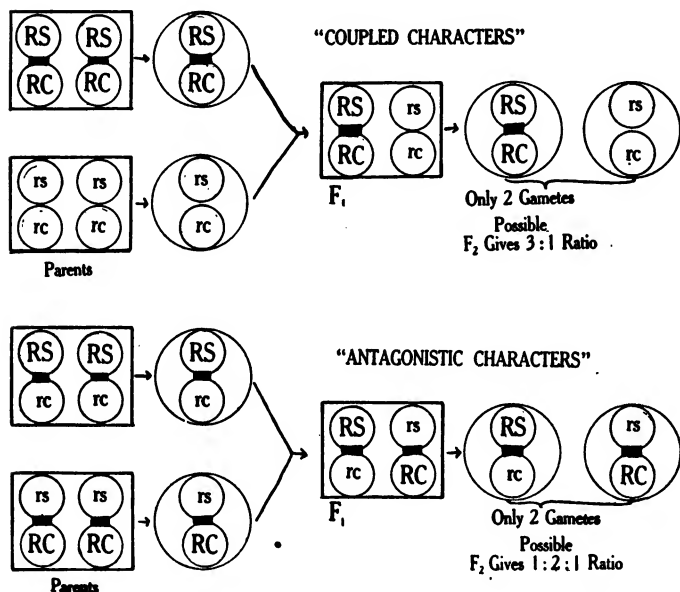 RS RS RS
RC RC RC
"COUPLED CHARACTERS"
rs rs rs
rc rc rc
Parents
RS rs RS rs
RC rc RC rc
F₁
Only 2 Gametes
Possible
F₂ Gives 3 : 1 Ratio
RS RS RS
rc rc rc
"ANTAGONISTIC CHARACTERS"
rs rs rs
RC RC RC
Parents
RS rs RS rs
rc RC rc RC
F₁
Only 2 Gametes
Possible
F₂ Gives 1 : 2 : 1 Ratio